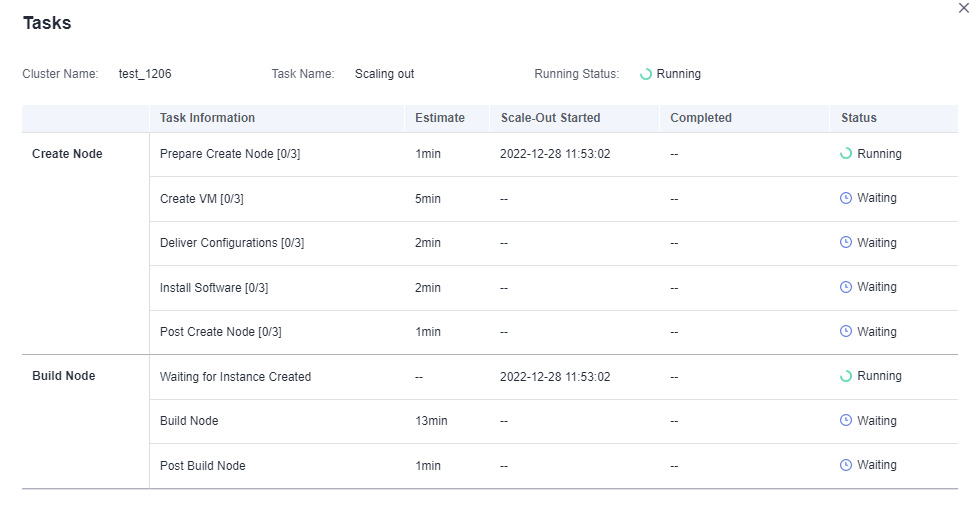 Tasks
Cluster Name: test_1206 Task Name: Scaling out Running Status: Running
Task Information Estimate Scale-Out Started Completed Status
Create Node Prepare Create Node [0/3] 1min 2022-12-28 11:53:02 -- Running
Create VM [0/3] 5min -- -- Waiting
Deliver Configurations [0/3] 2min -- -- Waiting
Install Software [0/3] 2min -- -- Waiting
Post Create Node [0/3] 1min -- -- Waiting
Build Node Waiting for Instance Created -- 2022-12-28 11:53:02 -- Running
Build Node 13min -- -- Waiting
Post Build Node 1min -- -- Waiting